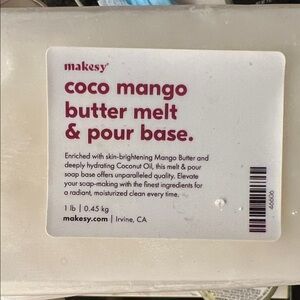 makesy
coco mango
butter melt
& pour base.
Enriched with skin-brightening Mango Butter and
deeply hydrating Coconut Oil, this melt & pour
soap base offers unparalleled quality. Elevate
your soap-making with the finest ingredients for
a radiant, moisturized clean every time.
1 lb | 0.45 kg
makesy.com | Irvine, CA
46606